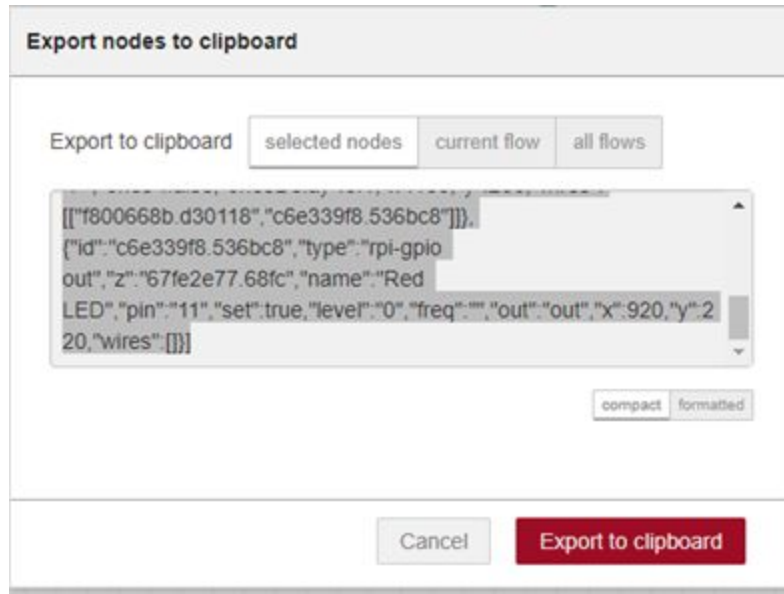 Export nodes to clipboard
Export to clipboard
selected nodes
current flow
all flows
[["f800668b.d30118","c6e339f8.536bc8"]]},
{"id":"c6e339f8.536bc8","type":"rpi-gpio
out","z":"67fe2e77.68fc","name":"Red
LED","pin":"11","set":true,"level":"0","freq":"","out":"out","x":920,"y":2
20,"wires":[]}]
compact
formatted
Cancel
Export to clipboard